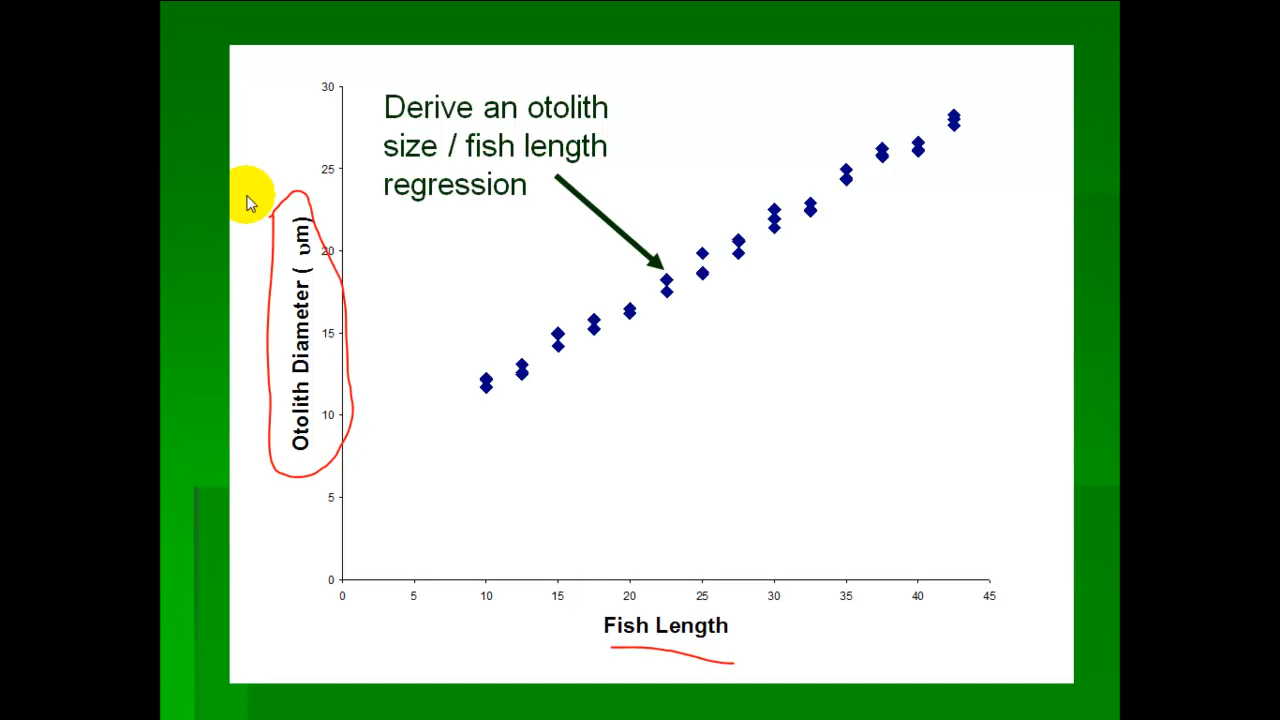 Derive an otolith
size / fish length
regression
Otolith Diameter ( υm)
30
25
20
15
10
5
0
0 5 10 15 20 25 30 35 40 45
Fish Length